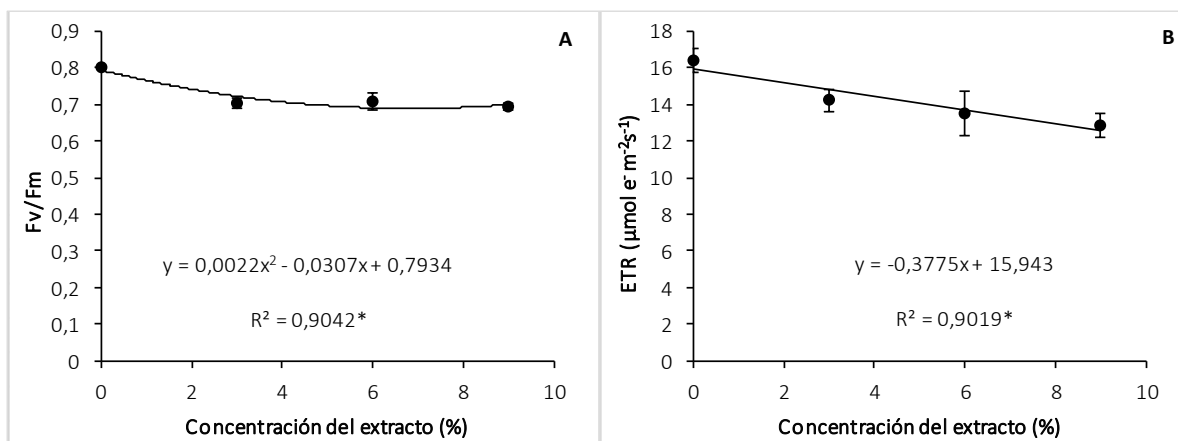 A
0,9
0,8
0,7
0,6
0,5
0,4
0,3
0,2
0,1
0
Fv/Fm
y = 0,0022x² - 0,0307x + 0,7934
R² = 0,9042*
0 2 4 6 8 10
Concentración del extracto (%)
B
18
16
14
12
10
8
6
4
2
0
ETR (µmol e⁻ m⁻²s⁻¹)
y = -0,3775x + 15,943
R² = 0,9019*
0 2 4 6 8 10
Concentración del extracto (%)